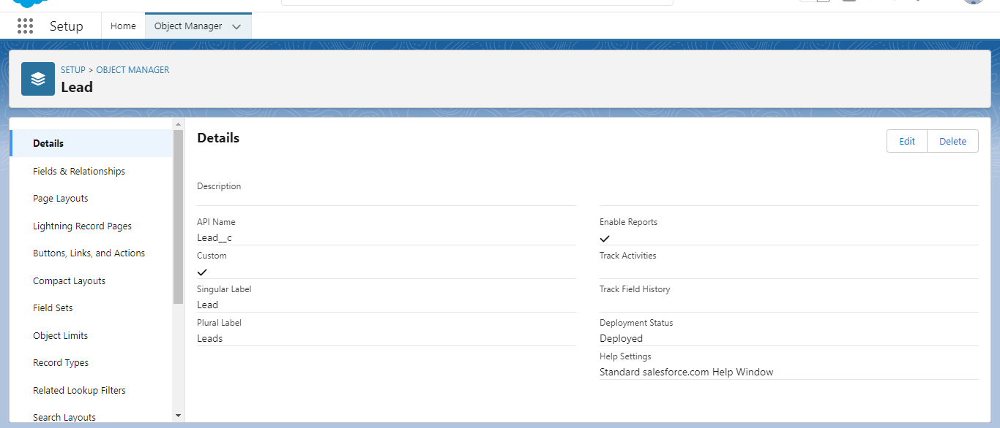 Setup
Home
Object Manager
SETUP > OBJECT MANAGER
Lead
Details
Fields & Relationships
Page Layouts
Lightning Record Pages
Buttons, Links, and Actions
Compact Layouts
Field Sets
Object Limits
Record Types
Related Lookup Filters
Search Layouts
Details
Edit
Delete
Description
API Name
Lead__c
Custom
Singular Label
Lead
Plural Label
Leads
Enable Reports
Track Activities
Track Field History
Deployment Status
Deployed
Help Settings
Standard salesforce.com Help Window